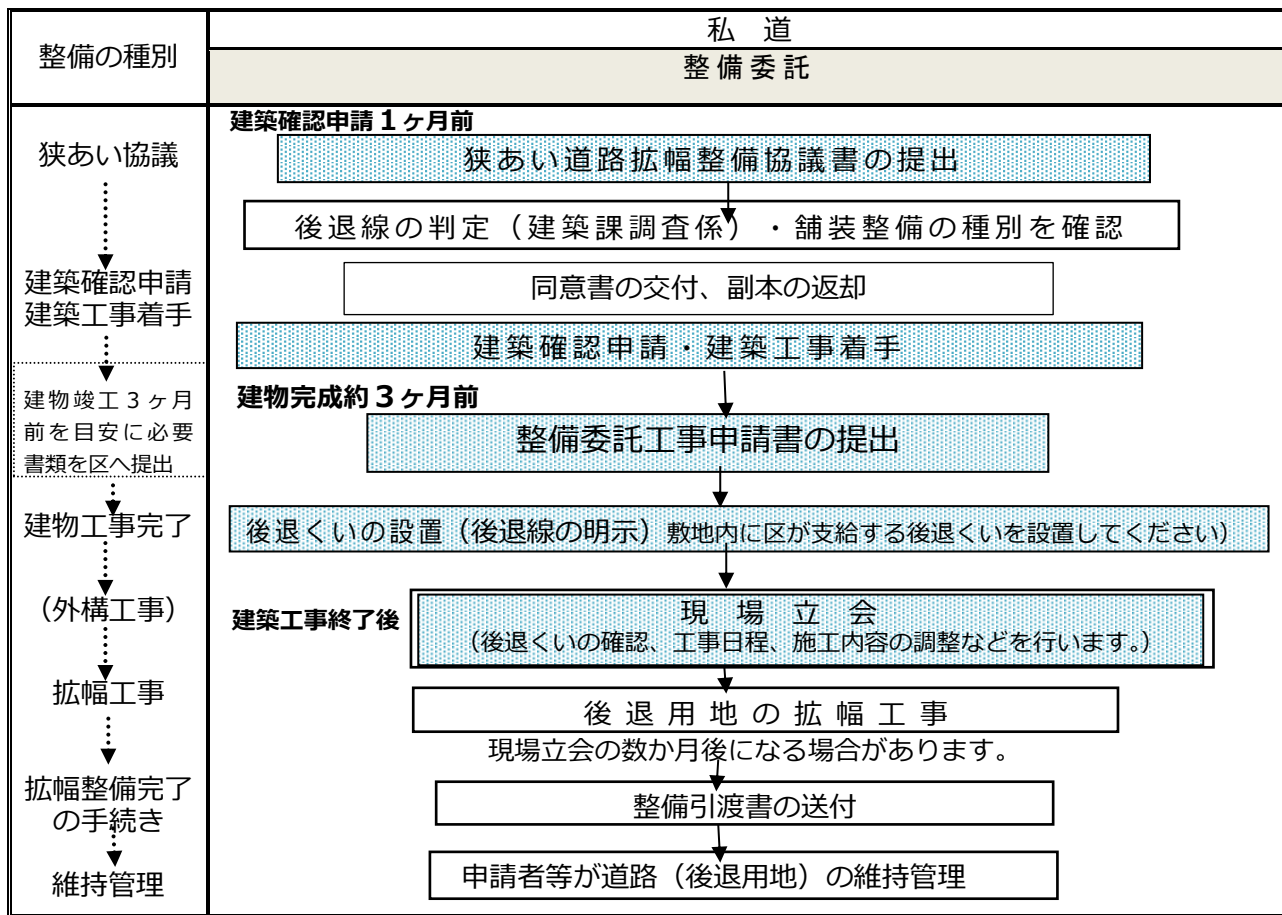 整備の種別
私 道
整備委託
狭あい協議
建築確認申請
建築工事着手
建物竣工3ヶ月
前を目安に必要
書類を区へ提出
建物工事完了
(外構工事)
拡幅工事
拡幅整備完了
の手続き
維持管理
建築確認申請1ヶ月前
狭あい道路拡幅整備協議書の提出
後退線の判定(建築課調査係)・舗装整備の種別を確認
同意書の交付、副本の返却
建築確認申請・建築工事着手
建物完成約3ヶ月前
整備委託工事申請書の提出
後退くいの設置(後退線の明示)敷地内に区が支給する後退くいを設置してください)
建築工事終了後
現場立会
(後退くいの確認、工事日程、施工内容の調整などを行います。)
後退用地の拡幅工事
現場立会の数か月後になる場合があります。
整備引渡書の送付
申請者等が道路(後退用地)の維持管理